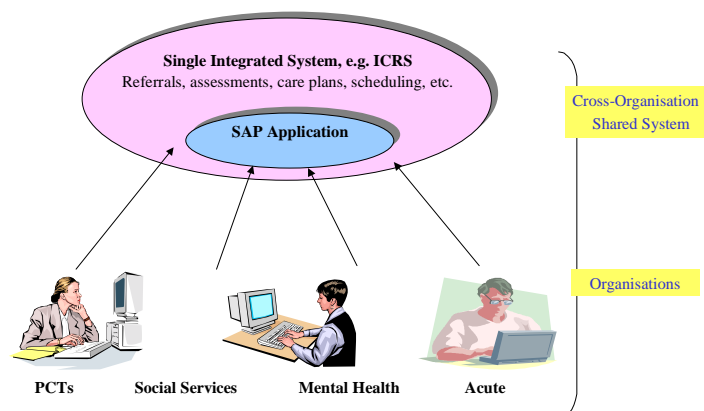 Single Integrated System, e.g. ICRS
Referrals, assessments, care plans, scheduling, etc.
SAP Application
Cross-Organisation
Shared System
Organisations
PCTs
Social Services
Mental Health
Acute